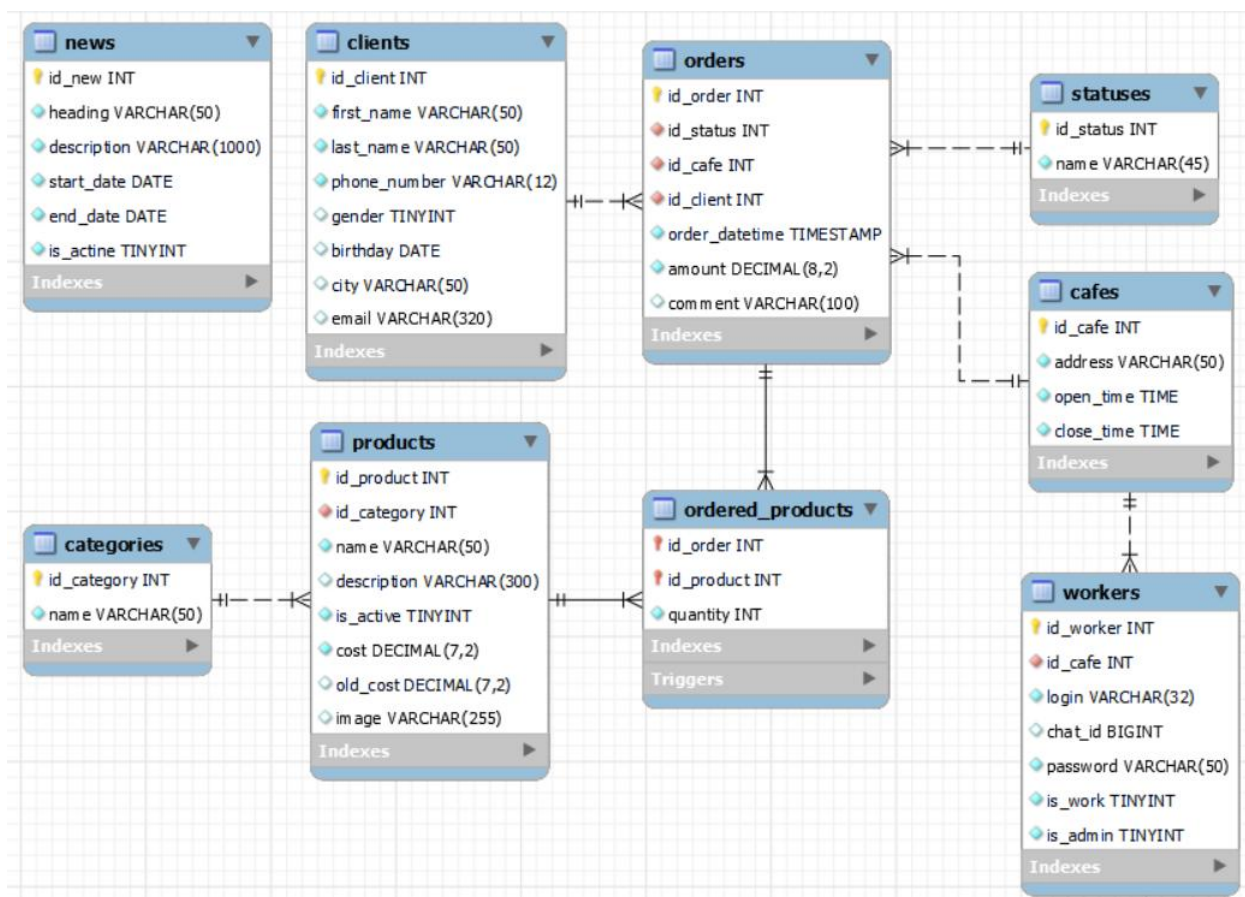 news
id_new INT
heading VARCHAR(50)
description VARCHAR(1000)
start_date DATE
end_date DATE
is_actine TINYINT
Indexes
clients
id_client INT
first_name VARCHAR(50)
last_name VARCHAR(50)
phone_number VARCHAR(12)
gender TINYINT
birthday DATE
city VARCHAR(50)
email VARCHAR(320)
Indexes
orders
id_order INT
id_status INT
id_cafe INT
id_client INT
order_datetime TIMESTAMP
amount DECIMAL(8,2)
comment VARCHAR(100)
Indexes
statuses
id_status INT
name VARCHAR(45)
Indexes
cafes
id_cafe INT
address VARCHAR(50)
open_time TIME
close_time TIME
Indexes
categories
id_category INT
name VARCHAR(50)
Indexes
products
id_product INT
id_category INT
name VARCHAR(50)
description VARCHAR(300)
is_active TINYINT
cost DECIMAL(7,2)
old_cost DECIMAL(7,2)
image VARCHAR(255)
Indexes
ordered_products
id_order INT
id_product INT
quantity INT
Indexes
Triggers
workers
id_worker INT
id_cafe INT
login VARCHAR(32)
chat_id BIGINT
password VARCHAR(50)
is_work TINYINT
is_admin TINYINT
Indexes